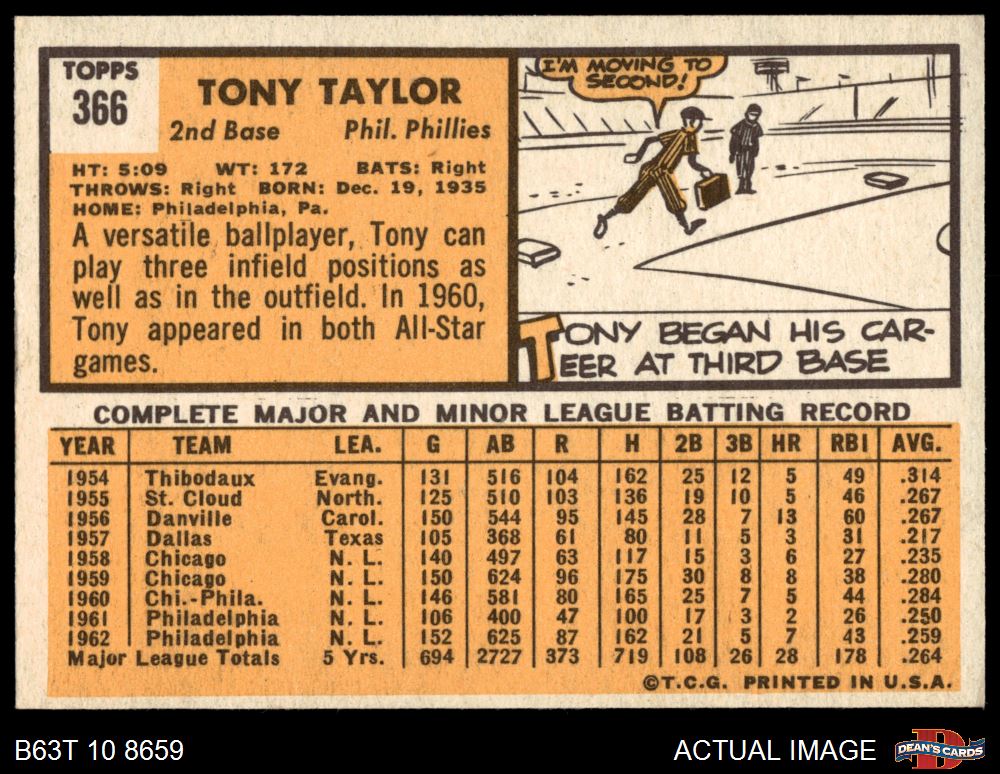 TOPPS
366
TONY TAYLOR
2nd Base Phil. Phillies
HT: 5:09 WT: 172 BATS: Right
THROWS: Right BORN: Dec. 19, 1935
HOME: Philadelphia, Pa.
A versatile ballplayer, Tony can
play three infield positions as
well as in the outfield. In 1960,
Tony appeared in both All-Star
games.
I'M MOVING TO
SECOND!
TONY BEGAN HIS CAR-
EER AT THIRD BASE
COMPLETE MAJOR AND MINOR LEAGUE BATTING RECORD
YEAR TEAM LEA. G AB R H 2B 3B HR RBI AVG.
1954 Thibodaux Evang. 131 516 104 162 25 12 5 49 .314
1955 St. Cloud North. 125 510 103 136 19 10 5 46 .267
1956 Danville Carol. 150 544 95 145 28 7 13 60 .267
1957 Dallas Texas 105 368 61 80 11 5 3 31 .217
1958 Chicago N. L. 140 497 63 117 15 3 6 27 .235
1959 Chicago N. L. 150 624 96 175 30 8 8 38 .280
1960 Chi.-Phila. N. L. 146 581 80 165 25 7 5 44 .284
1961 Philadelphia N. L. 106 400 47 100 17 3 2 26 .250
1962 Philadelphia N. L. 152 625 87 162 21 5 7 43 .259
Major League Totals 5 Yrs. 694 2727 373 719 108 26 28 178 .264
©T.C.G. PRINTED IN U.S.A.
B63T 10 8659 ACTUAL IMAGE
DEAN'S CARDS